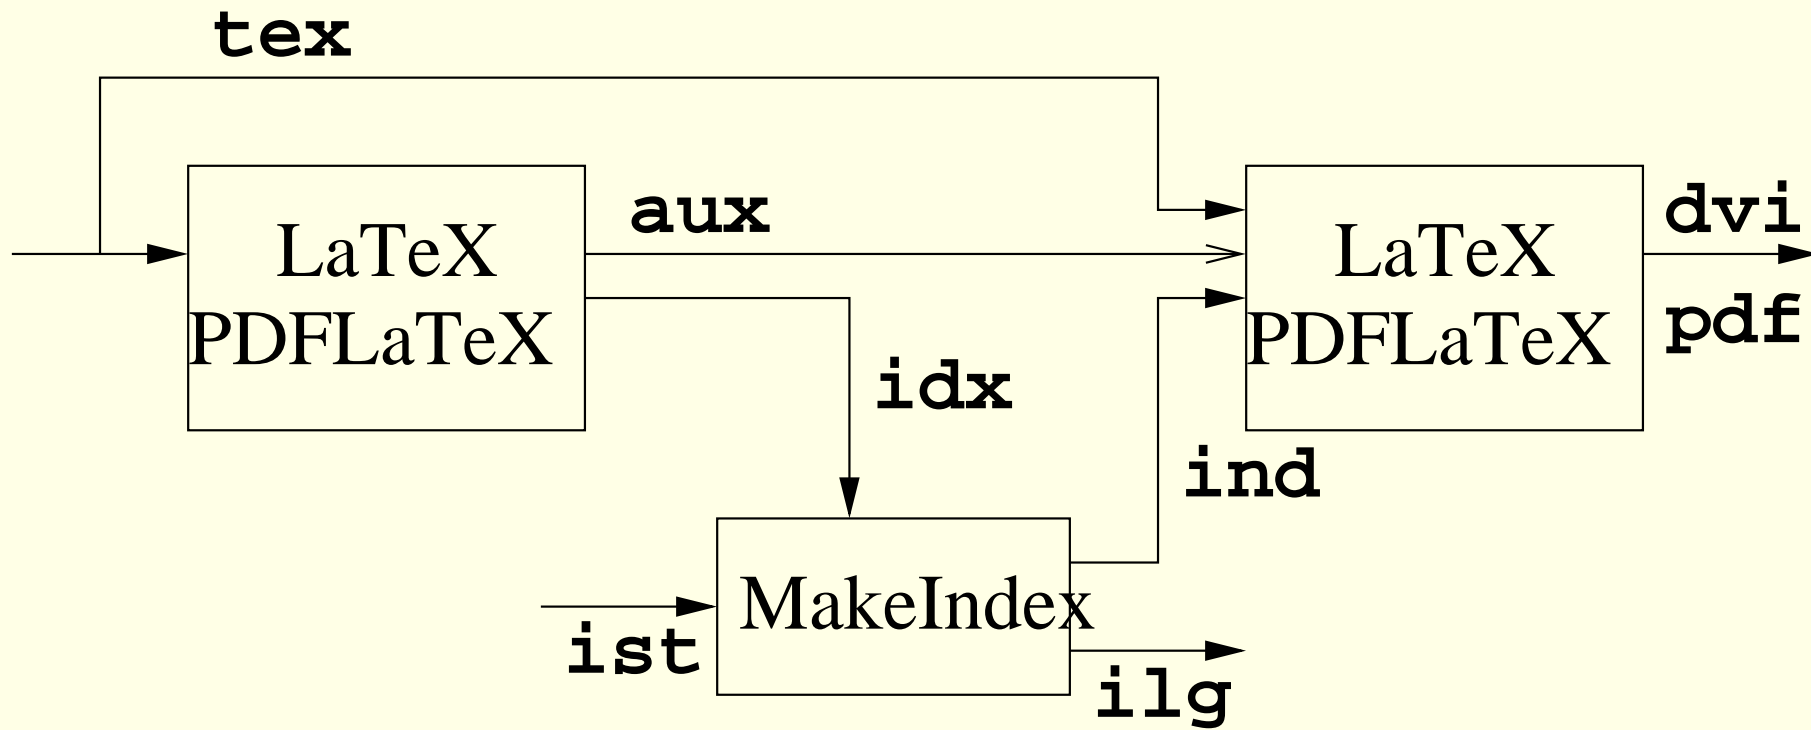 tex
LaTeX
PDFLaTeX
aux
idx
LaTeX
PDFLaTeX
dvi
pdf
ind
MakeIndex
ist
ilg